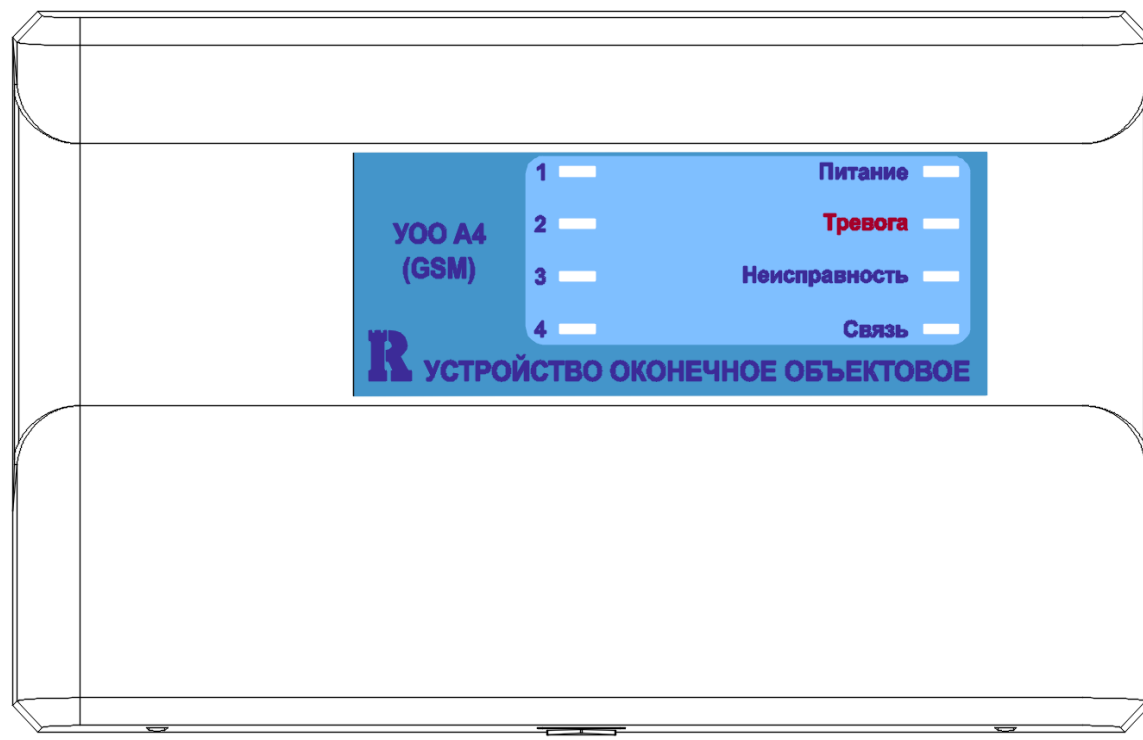 1 Питание
2 Тревога
УОО А4
(GSM)
3 Неисправность
4 Связь
R УСТРОЙСТВО ОКОНЕЧНОЕ ОБЪЕКТОВОЕ